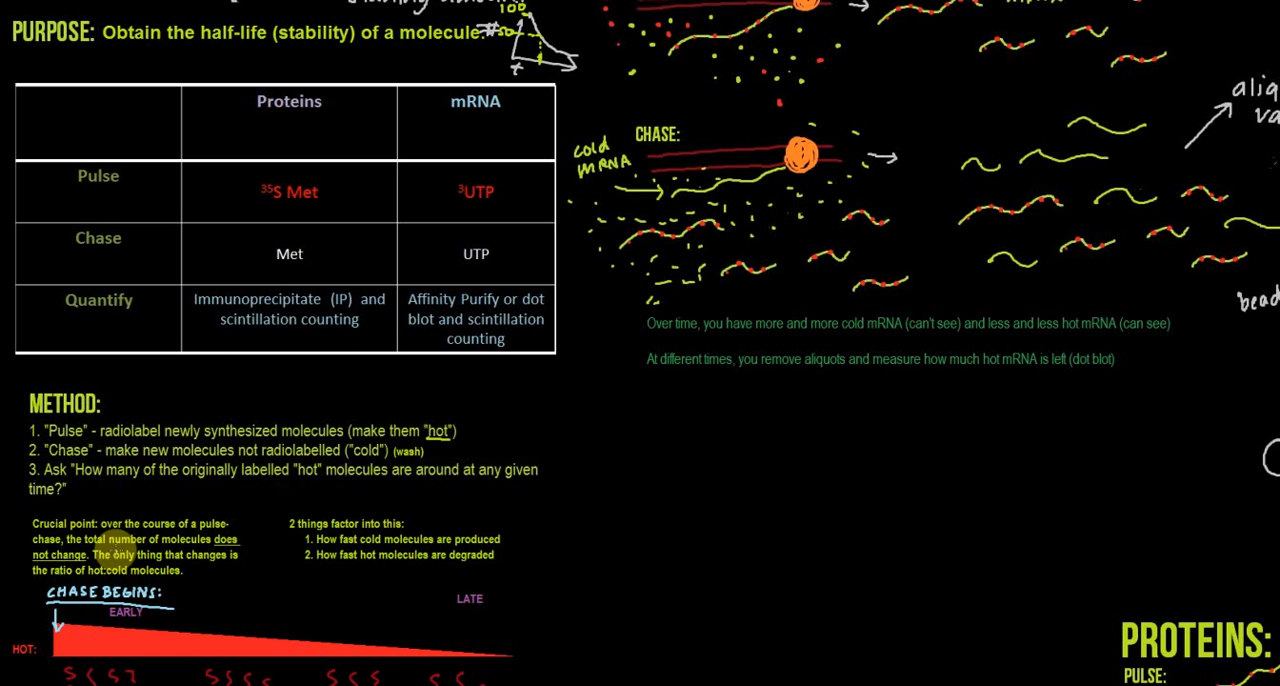 100
PURPOSE: Obtain the half-life (stability) of a molecule.
50
t
Proteins
mRNA
Pulse
³⁵S Met
³UTP
Chase
Met
UTP
Quantify
Immunoprecipitate (IP) and
scintillation counting
Affinity Purify or dot
blot and scintillation
counting
METHOD:
1. "Pulse" - radiolabel newly synthesized molecules (make them "hot")
2. "Chase" - make new molecules not radiolabelled ("cold") (wash)
3. Ask "How many of the originally labelled "hot" molecules are around at any given
time?"
Crucial point: over the course of a pulse-
chase, the total number of molecules does
not change. The only thing that changes is
the ratio of hot:cold molecules.
2 things factor into this:
1. How fast cold molecules are produced
2. How fast hot molecules are degraded
CHASE BEGINS:
EARLY
LATE
HOT:
CHASE:
cold
mRNA
Over time, you have more and more cold mRNA (can't see) and less and less hot mRNA (can see)
At different times, you remove aliquots and measure how much hot mRNA is left (dot blot)
aliq
va
bead
PROTEINS:
PULSE: